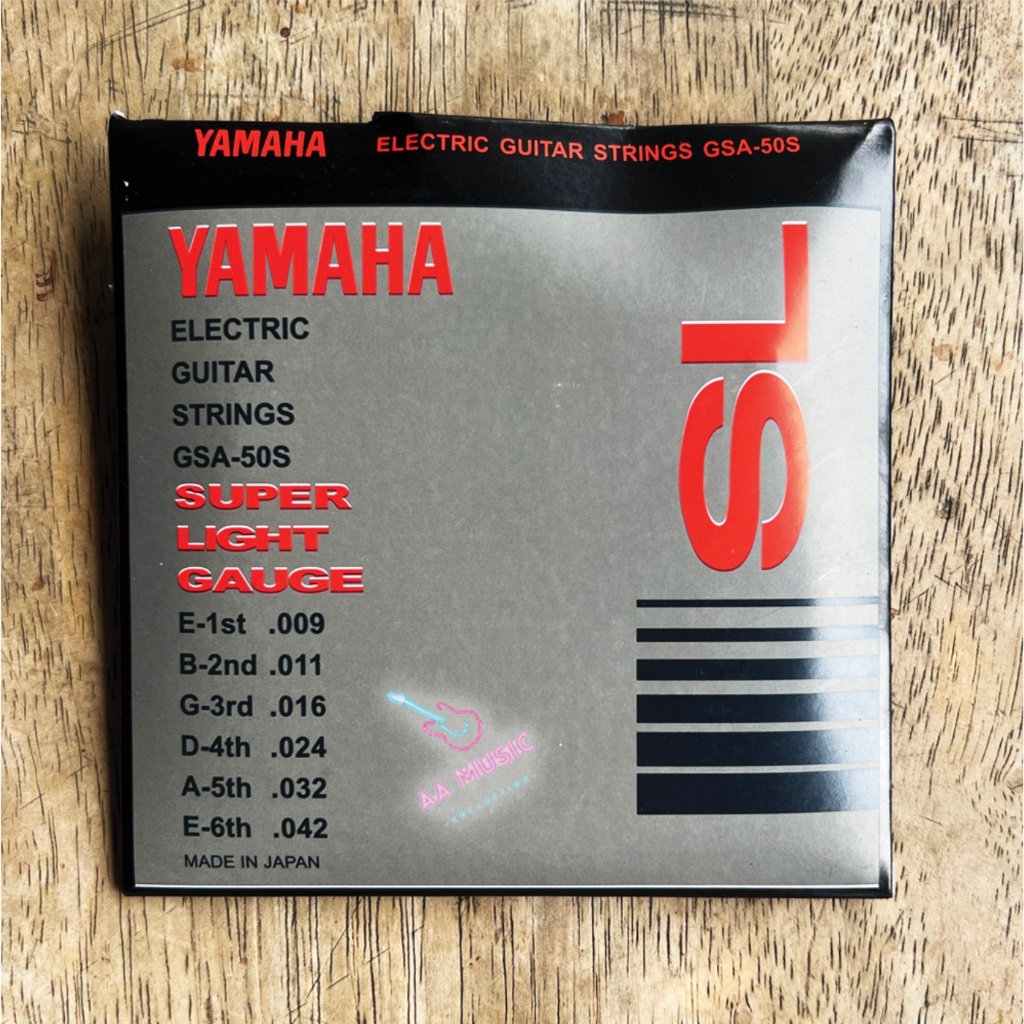 YAMAHA ELECTRIC GUITAR STRINGS GSA-50S
YAMAHA
ELECTRIC
GUITAR
STRINGS
GSA-50S
SUPER
LIGHT
GAUGE
E-1st .009
B-2nd .011
G-3rd .016
D-4th .024
A-5th .032
E-6th .042
MADE IN JAPAN
SL
AA MUSIC